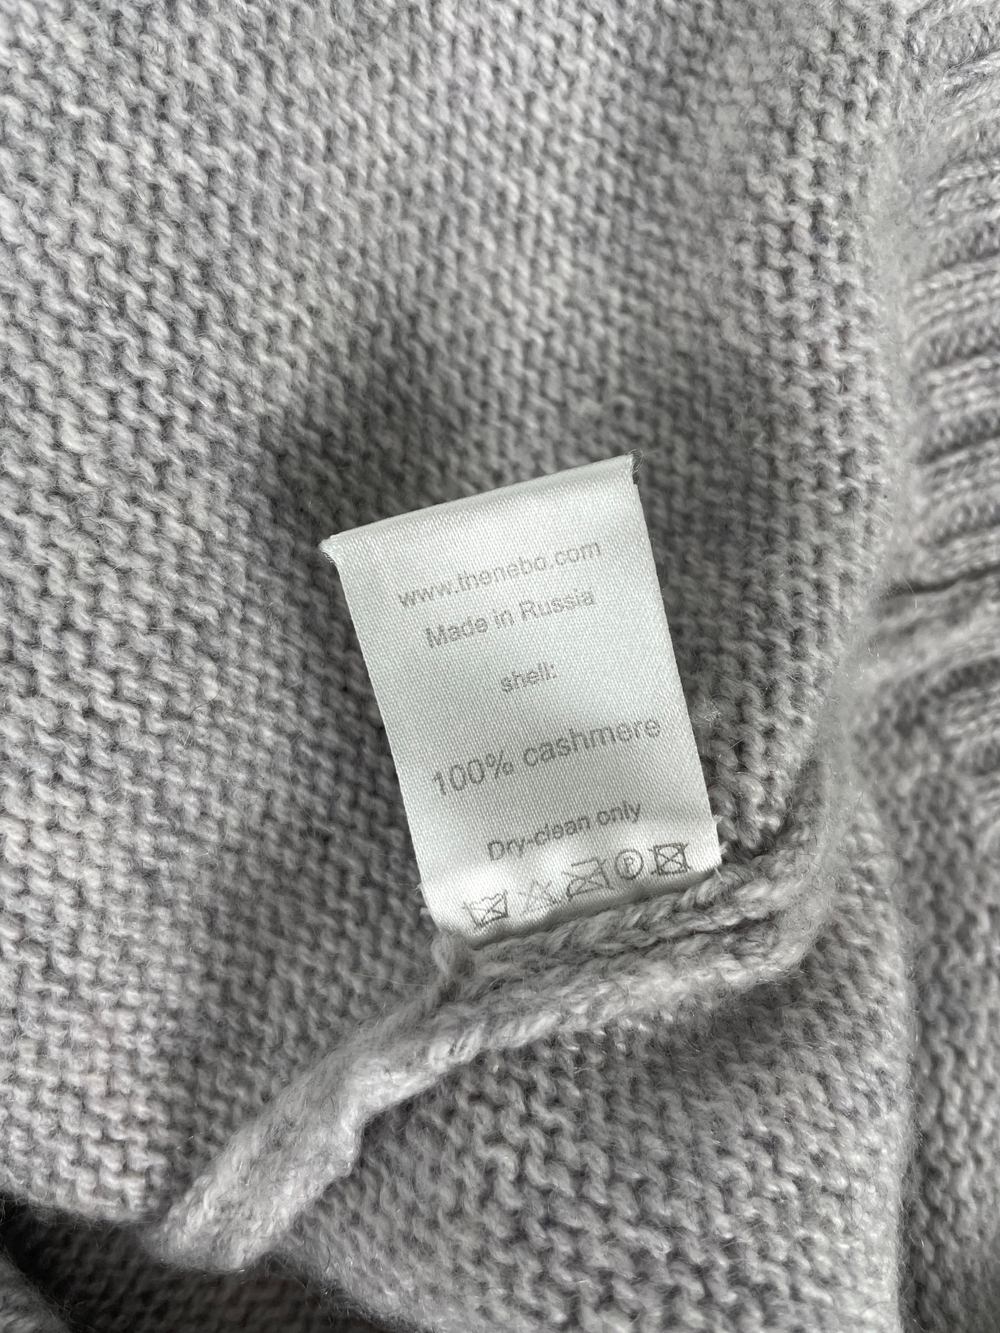 www.thenebo.com
Made in Russia
shell:
100% cashmere
Dry-clean only
P